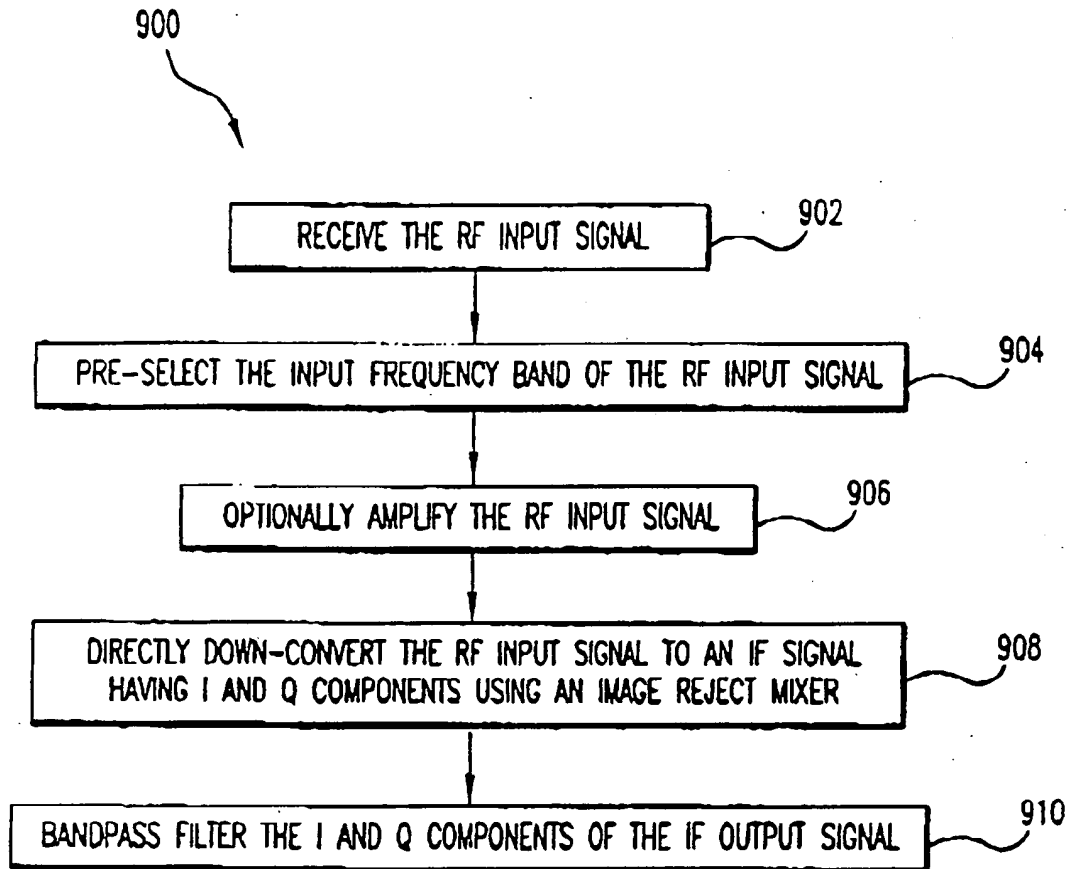 900
RECEIVE THE RF INPUT SIGNAL
902
PRE-SELECT THE INPUT FREQUENCY BAND OF THE RF INPUT SIGNAL
904
OPTIONALLY AMPLIFY THE RF INPUT SIGNAL
906
DIRECTLY DOWN-CONVERT THE RF INPUT SIGNAL TO AN IF SIGNAL
HAVING I AND Q COMPONENTS USING AN IMAGE REJECT MIXER
908
BANDPASS FILTER THE I AND Q COMPONENTS OF THE IF OUTPUT SIGNAL
910